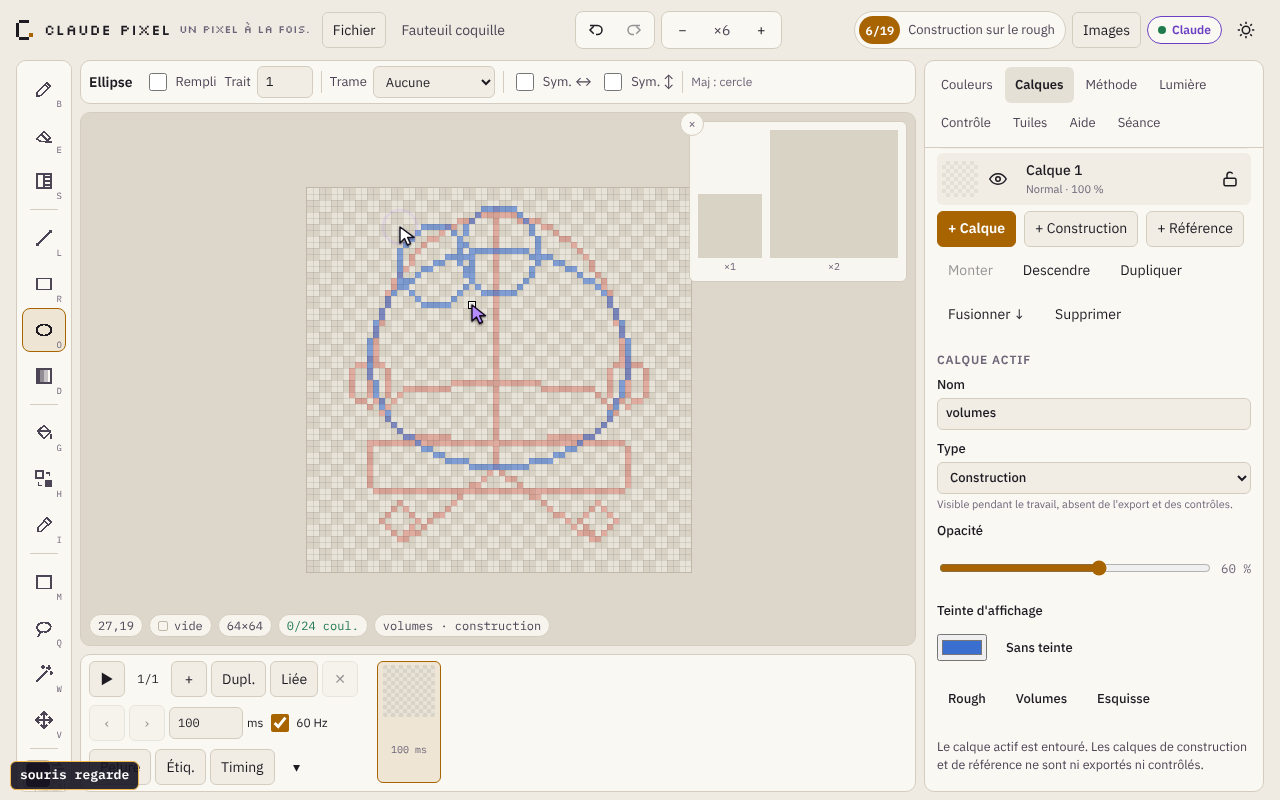 CLAUDE PIXEL UN PIXEL À LA FOIS.
Fichier
Fauteuil coquille
− ×6 +
6/19 Construction sur le rough
Images
Claude
B
E
S
L
R
O
D
G
H
I
M
Q
W
V
Ellipse
Rempli
Trait 1
Trame Aucune
Sym. ↔
Sym. ↕
Maj : cercle
×
×1
×2
27,19
vide
64×64
0/24 coul.
volumes · construction
1/1
+
Dupl.
Liée
×
‹
›
100 ms
60 Hz
Étiq.
Timing
▼
100 ms
souris regarde
Couleurs
Calques
Méthode
Lumière
Contrôle
Tuiles
Aide
Séance
Calque 1
Normal · 100 %
+ Calque
+ Construction
+ Référence
Monter
Descendre
Dupliquer
Fusionner ↓
Supprimer
CALQUE ACTIF
Nom
volumes
Type
Construction
Visible pendant le travail, absent de l'export et des contrôles.
Opacité
60 %
Teinte d'affichage
Sans teinte
Rough
Volumes
Esquisse
Le calque actif est entouré. Les calques de construction
et de référence ne sont ni exportés ni contrôlés.